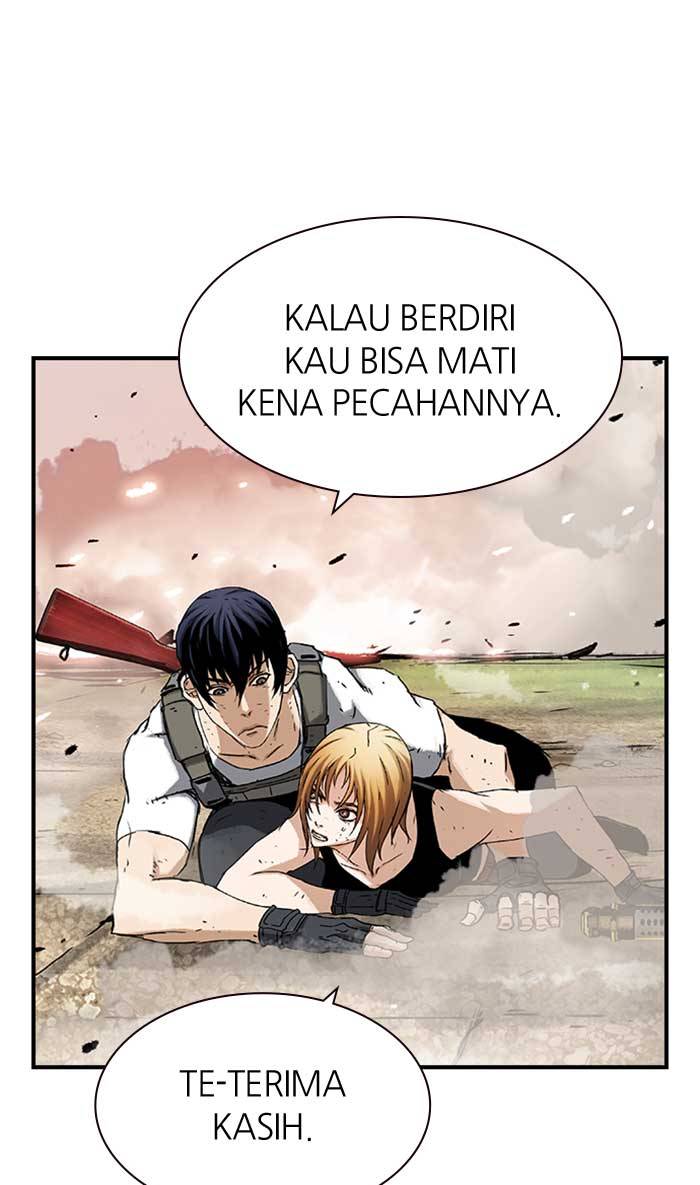 KALAU BERDIRI
KAU BISA MATI
KENA PECAHANNYA.
TE-TERIMA
KASIH.